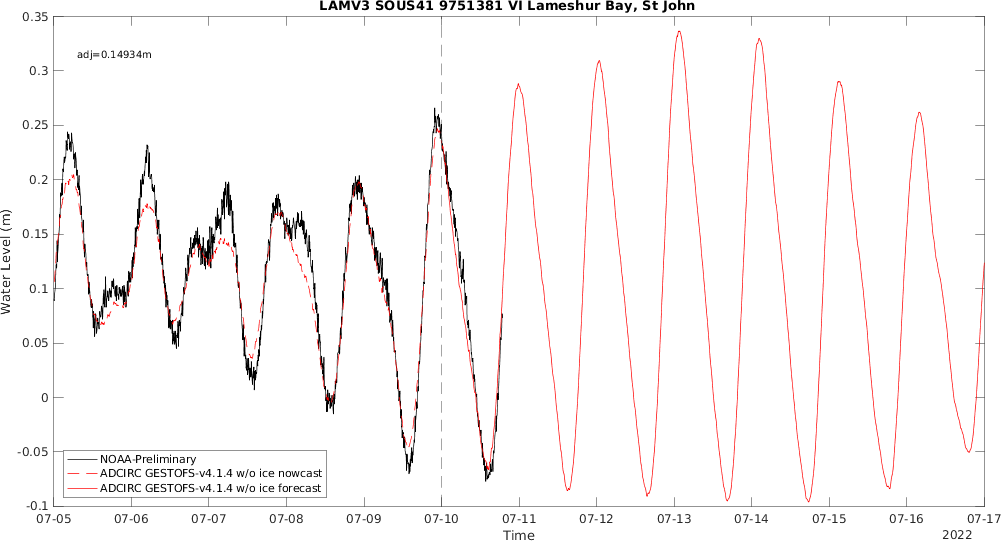 LAMV3 SOUS41 9751381 VI Lameshur Bay, St John
adj=0.14934m
Water Level (m)
0.35
0.3
0.25
0.2
0.15
0.1
0.05
0
-0.05
-0.1
NOAA-Preliminary
ADCIRC GESTOFS-v4.1.4 w/o ice nowcast
ADCIRC GESTOFS-v4.1.4 w/o ice forecast
07-05 07-06 07-07 07-08 07-09 07-10 07-11 07-12 07-13 07-14 07-15 07-16 07-17
Time
2022